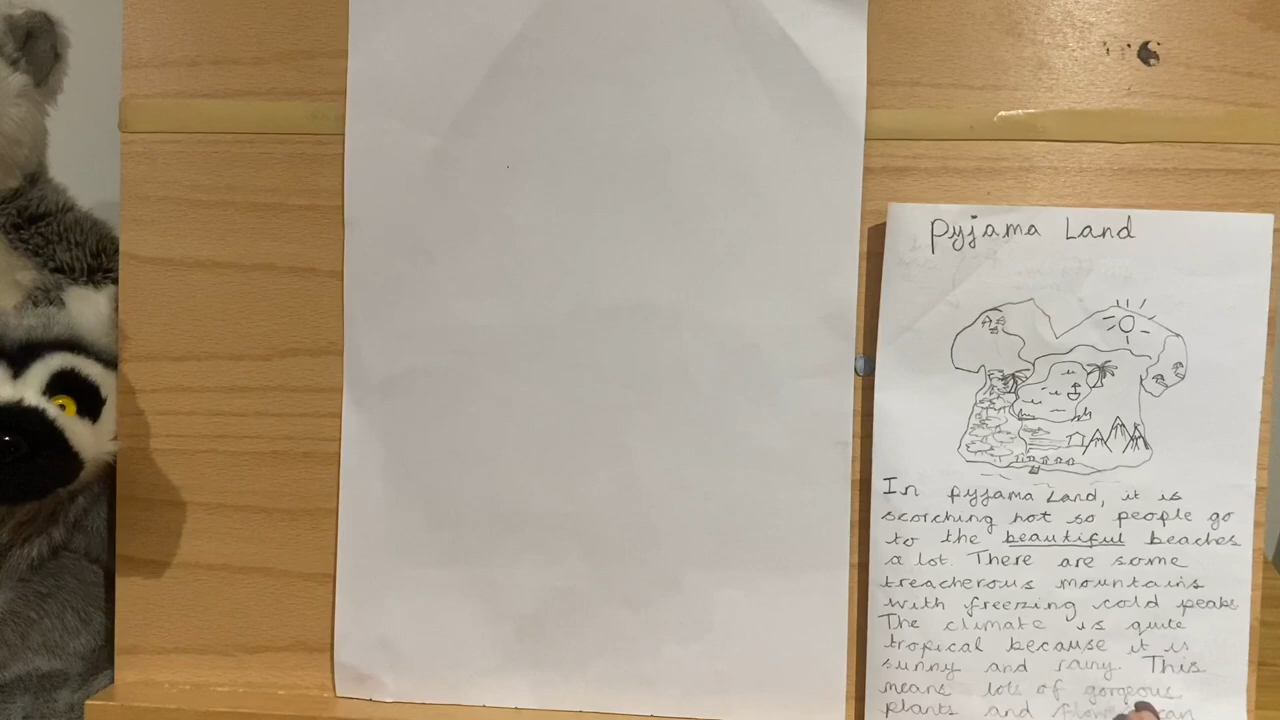 Pyjama Land
In Pyjama Land, it is
scorching hot so people go
to the beautiful beaches
a lot. There are some
treacherous mountains
with freezing cold peaks
The climate is quite
tropical because it is
sunny and rainy. This
means lots of gorgeous
plants and can